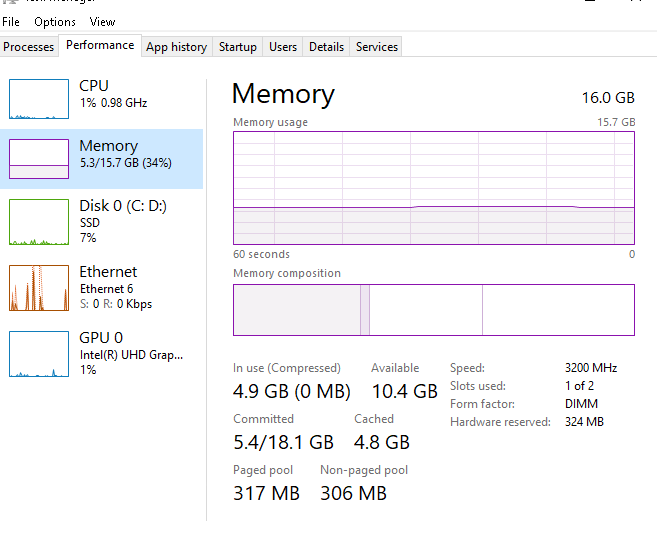 File Options View
Processes Performance App history Startup Users Details Services
CPU
1% 0.98 GHz
Memory
5.3/15.7 GB (34%)
Disk 0 (C: D:)
SSD
7%
Ethernet
Ethernet 6
S: 0 R: 0 Kbps
GPU 0
Intel(R) UHD Grap...
1%
Memory 16.0 GB
Memory usage 15.7 GB
60 seconds 0
Memory composition
In use (Compressed) Available
4.9 GB (0 MB) 10.4 GB
Committed Cached
5.4/18.1 GB 4.8 GB
Paged pool Non-paged pool
317 MB 306 MB
Speed: 3200 MHz
Slots used: 1 of 2
Form factor: DIMM
Hardware reserved: 324 MB